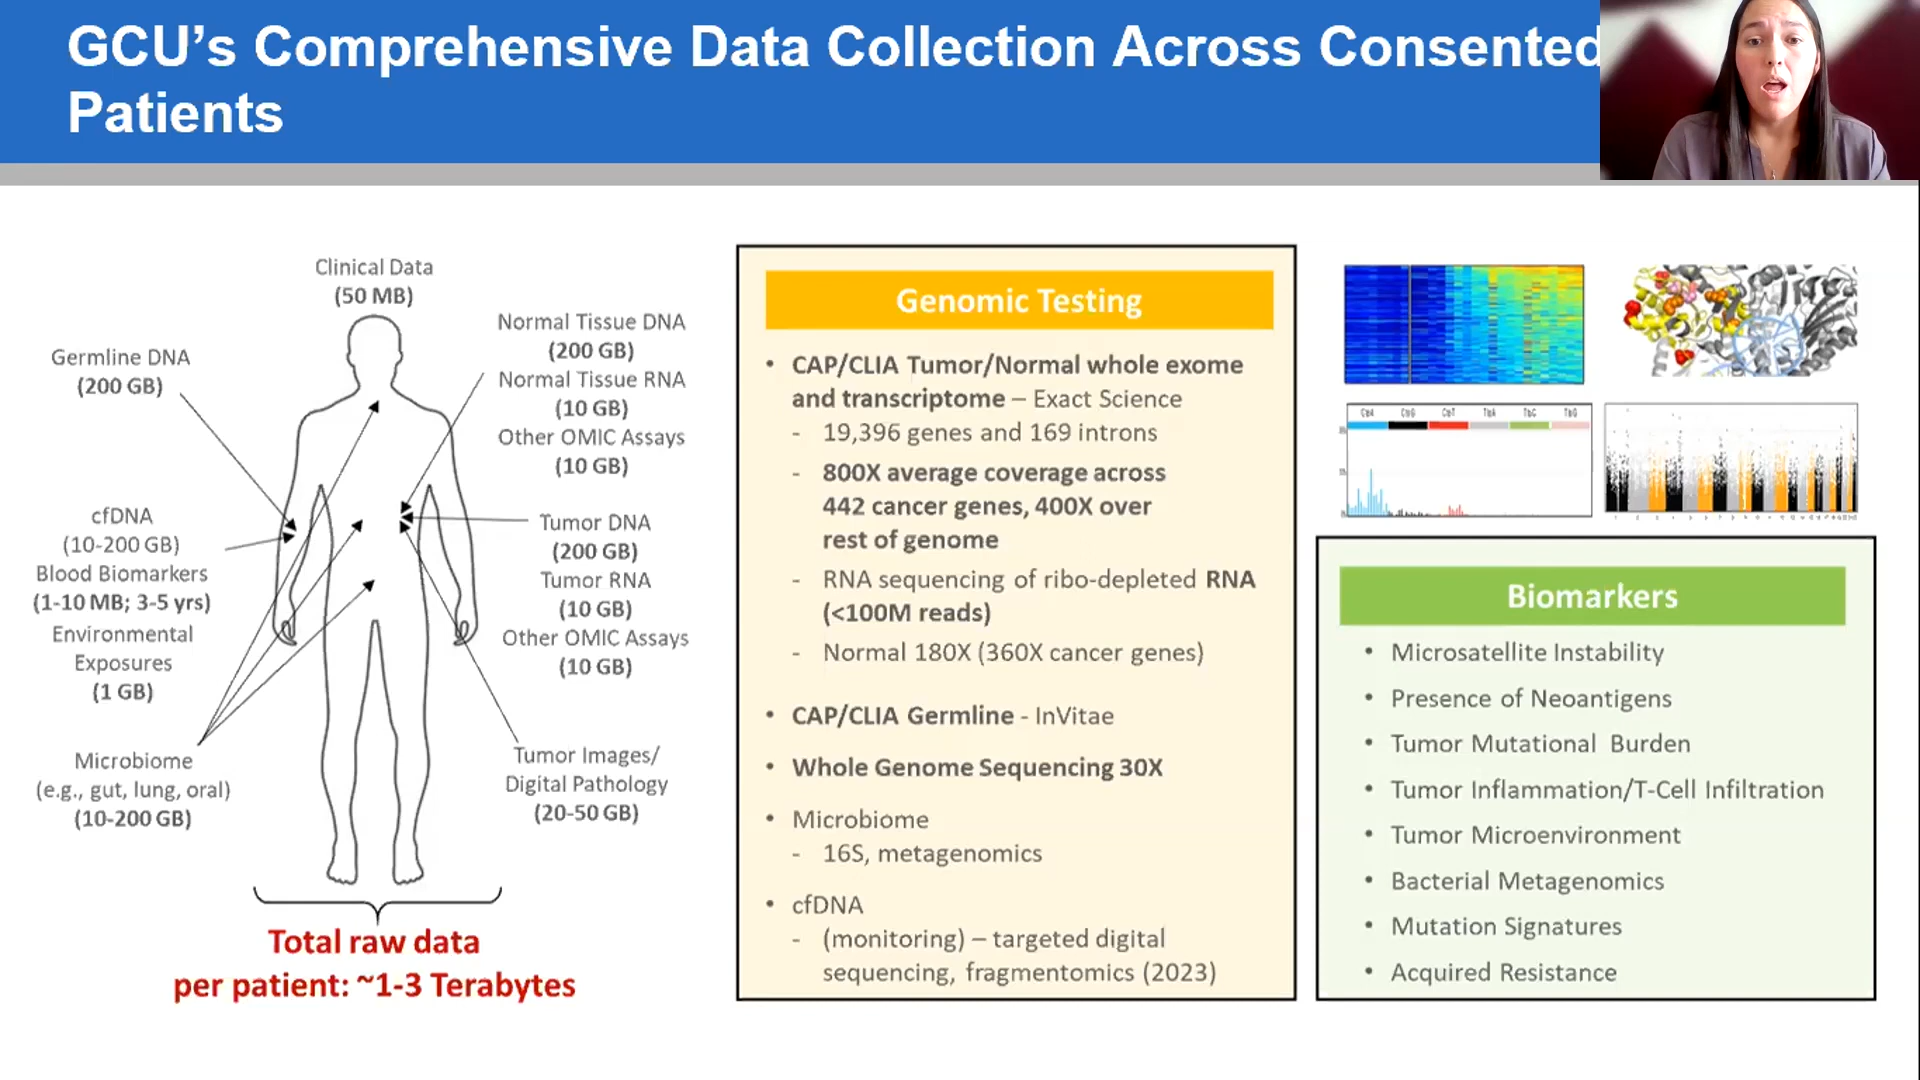 GCU's Comprehensive Data Collection Across Consented
Patients
Clinical Data
(50 MB)
Germline DNA
(200 GB)
Normal Tissue DNA
(200 GB)
Normal Tissue RNA
(10 GB)
Other OMIC Assays
(10 GB)
cfDNA
(10-200 GB)
Blood Biomarkers
(1-10 MB; 3-5 yrs)
Environmental
Exposures
(1 GB)
Tumor DNA
(200 GB)
Tumor RNA
(10 GB)
Other OMIC Assays
(10 GB)
Microbiome
(e.g., gut, lung, oral)
(10-200 GB)
Tumor Images/
Digital Pathology
(20-50 GB)
Total raw data
per patient: ~1-3 Terabytes
Genomic Testing
• CAP/CLIA Tumor/Normal whole exome
and transcriptome – Exact Science
- 19,396 genes and 169 introns
- 800X average coverage across
442 cancer genes, 400X over
rest of genome
- RNA sequencing of ribo-depleted RNA
(<100M reads)
- Normal 180X (360X cancer genes)
• CAP/CLIA Germline - InVitae
• Whole Genome Sequencing 30X
• Microbiome
- 16S, metagenomics
• cfDNA
- (monitoring) – targeted digital
sequencing, fragmentomics (2023)
Biomarkers
• Microsatellite Instability
• Presence of Neoantigens
• Tumor Mutational Burden
• Tumor Inflammation/T-Cell Infiltration
• Tumor Microenvironment
• Bacterial Metagenomics
• Mutation Signatures
• Acquired Resistance